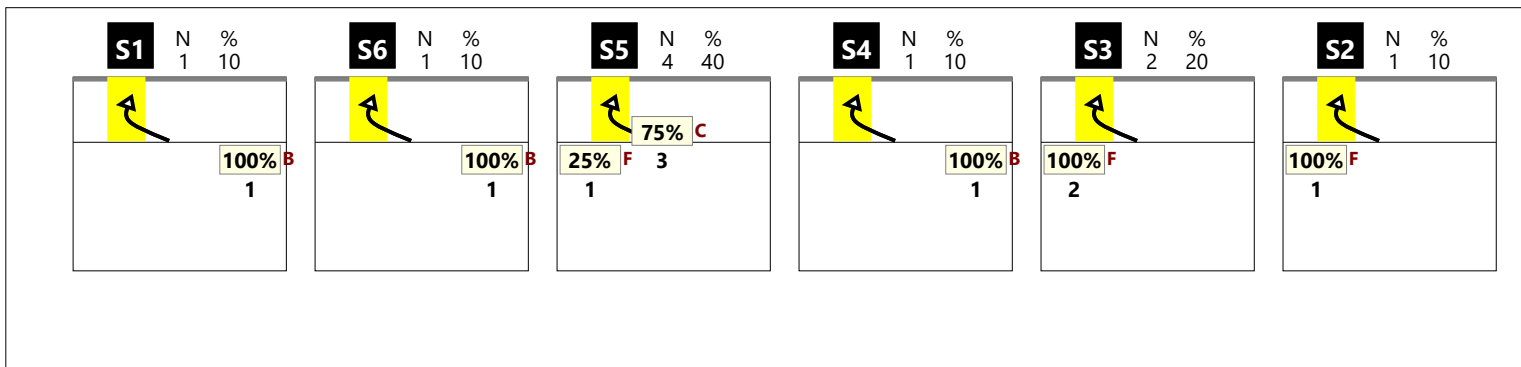 S1 N % 1 10
100% B
1
S6 N % 1 10
100% B
1
S5 N % 4 40
75% C
3
25% F
1
S4 N % 1 10
100% B
1
S3 N % 2 20
100% F
2
S2 N % 1 10
100% F
1